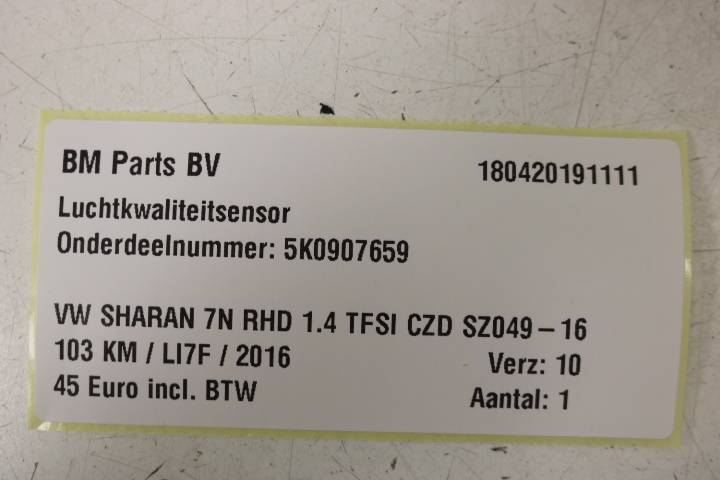 BM Parts BV 180420191111
Luchtkwaliteitsensor
Onderdeelnummer: 5K0907659
VW SHARAN 7N RHD 1.4 TFSI CZD SZ049-16
103 KM / LI7F / 2016 Verz: 10
45 Euro incl. BTW Aantal: 1